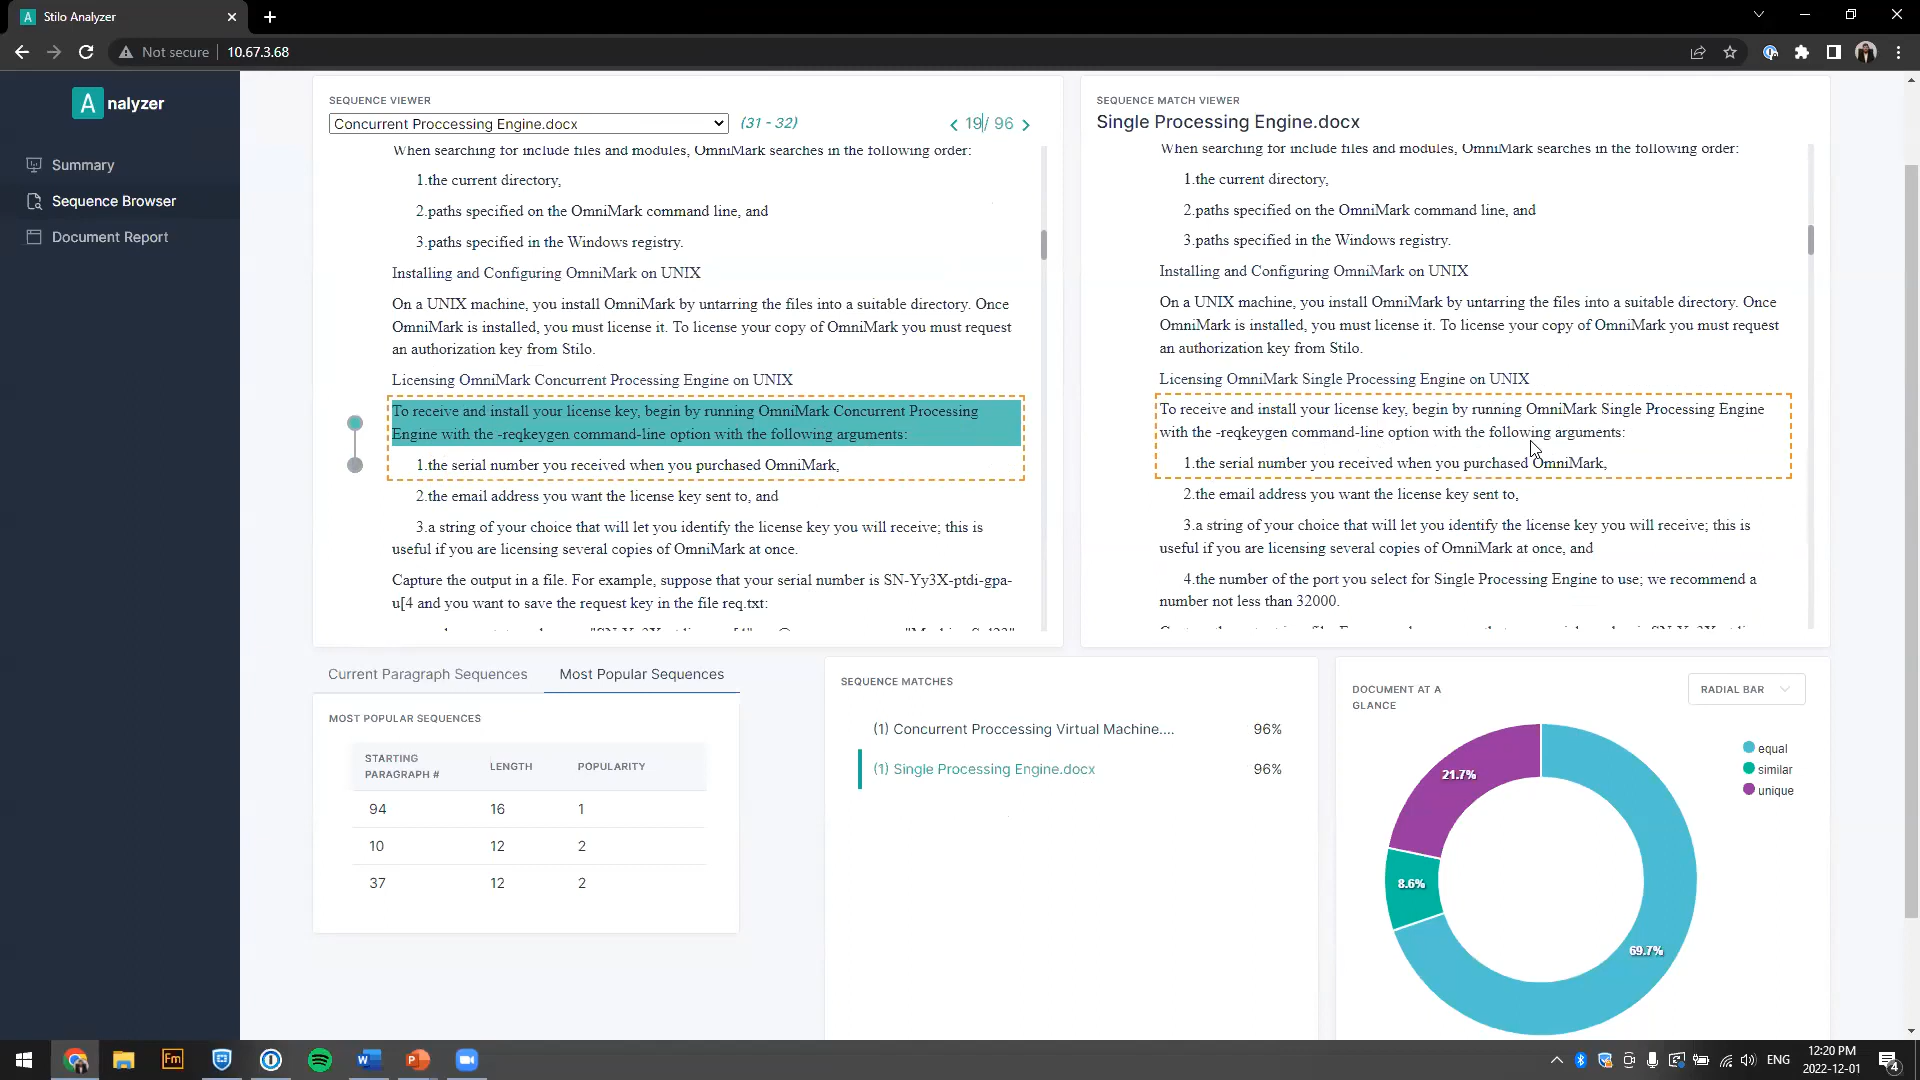 Stilo Analyzer
Not secure
10.67.3.68
A nalyzer
Summary
Sequence Browser
Document Report
SEQUENCE VIEWER
Concurrent Proccessing Engine.docx
(31 - 32)
19/ 96
When searching for include files and modules, OmniMark searches in the following order:
1.the current directory,
2.paths specified on the OmniMark command line, and
3.paths specified in the Windows registry.
Installing and Configuring OmniMark on UNIX
On a UNIX machine, you install OmniMark by untarring the files into a suitable directory. Once
OmniMark is installed, you must license it. To license your copy of OmniMark you must request
an authorization key from Stilo.
Licensing OmniMark Concurrent Processing Engine on UNIX
To receive and install your license key, begin by running OmniMark Concurrent Processing
Engine with the -reqkeygen command-line option with the following arguments:
1.the serial number you received when you purchased OmniMark,
2.the email address you want the license key sent to, and
3.a string of your choice that will let you identify the license key you will receive; this is
useful if you are licensing several copies of OmniMark at once.
Capture the output in a file. For example, suppose that your serial number is SN-Yy3X-ptdi-gpa-
u[4 and you want to save the request key in the file req.txt:
SEQUENCE MATCH VIEWER
Single Processing Engine.docx
When searching for include files and modules, OmniMark searches in the following order:
1.the current directory,
2.paths specified on the OmniMark command line, and
3.paths specified in the Windows registry.
Installing and Configuring OmniMark on UNIX
On a UNIX machine, you install OmniMark by untarring the files into a suitable directory. Once
OmniMark is installed, you must license it. To license your copy of OmniMark you must request
an authorization key from Stilo.
Licensing OmniMark Single Processing Engine on UNIX
To receive and install your license key, begin by running OmniMark Single Processing Engine
with the -reqkeygen command-line option with the following arguments:
1.the serial number you received when you purchased OmniMark,
2.the email address you want the license key sent to,
3.a string of your choice that will let you identify the license key you will receive; this is
useful if you are licensing several copies of OmniMark at once, and
4.the number of the port you select for Single Processing Engine to use; we recommend a
number not less than 32000.
Current Paragraph Sequences
Most Popular Sequences
MOST POPULAR SEQUENCES
STARTING
PARAGRAPH #
LENGTH
POPULARITY
94 16 1
10 12 2
37 12 2
SEQUENCE MATCHES
(1) Concurrent Proccessing Virtual Machine.... 96%
(1) Single Processing Engine.docx 96%
DOCUMENT AT A
GLANCE
RADIAL BAR
equal
similar
unique
21.7%
8.6%
69.7%
Fm
ENG
12:20 PM
2022-12-01
4